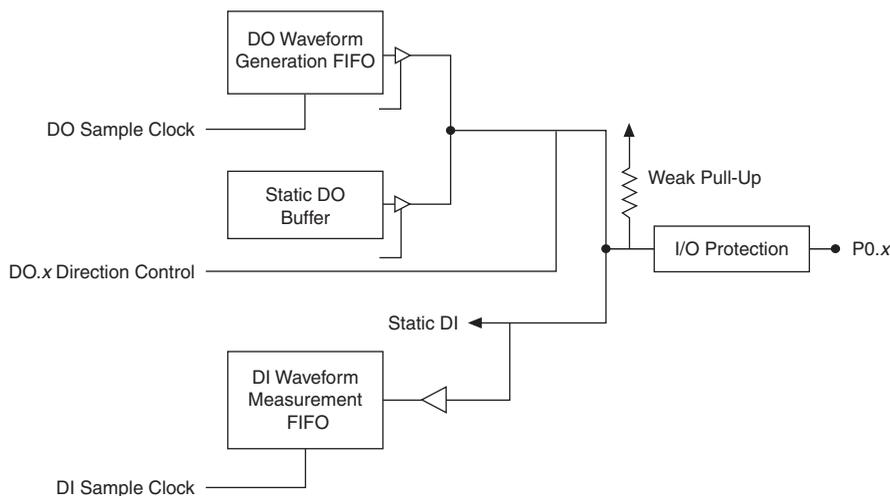 DO Waveform
Generation FIFO
DO Sample Clock
Static DO
Buffer
Weak Pull-Up
I/O Protection
P0.x
DO.x Direction Control
Static DI
DI Waveform
Measurement
FIFO
DI Sample Clock